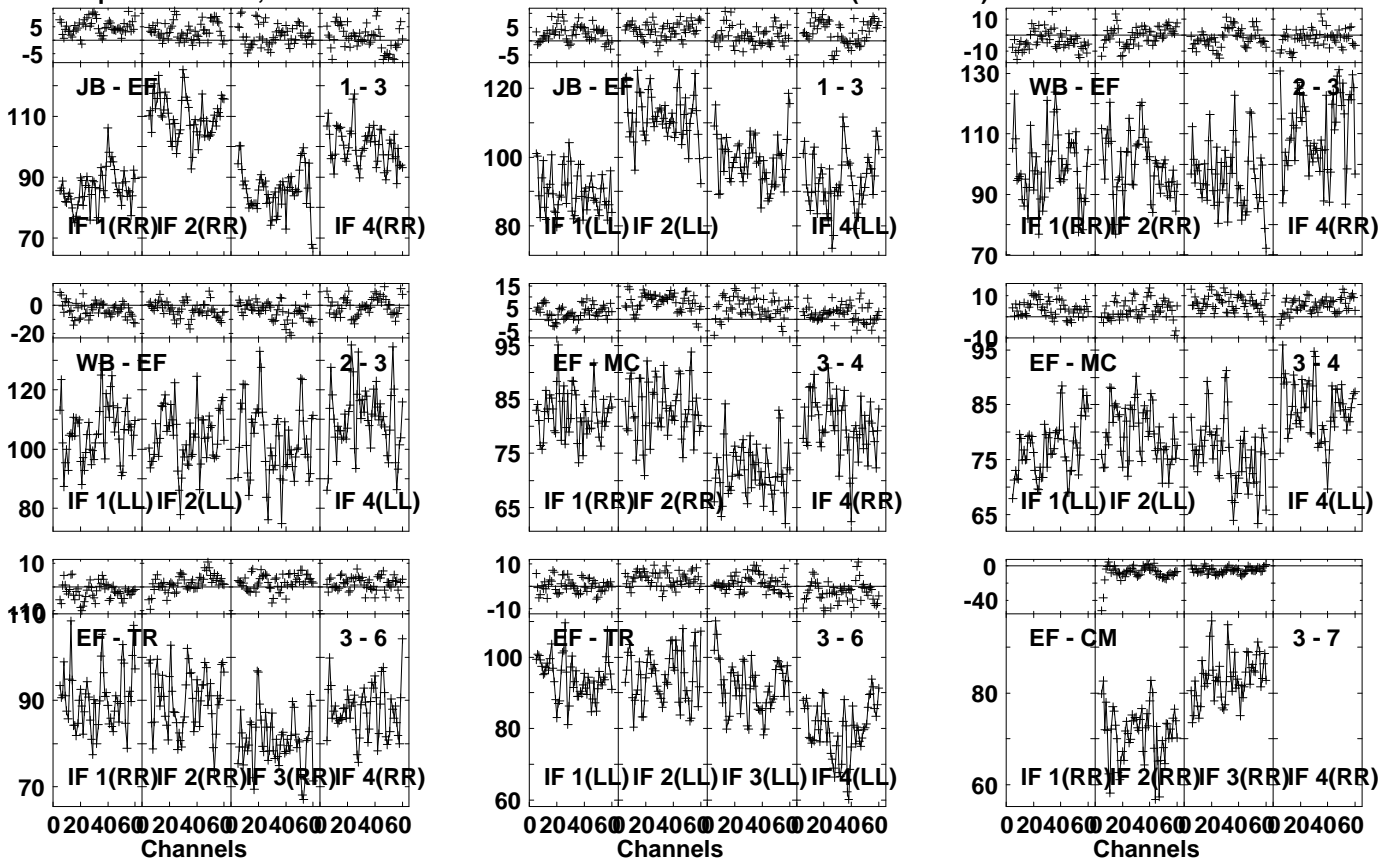 5 5 10
-5 -5 0
-10
JB - EF 1 - 3 JB - EF 1 - 3 WB - EF 2 - 3
110 120 130
90 100 110
70 80 90
70
IF 1(RR) IF 2(RR) IF 4(RR) IF 1(LL) IF 2(LL) IF 4(LL) IF 1(RR) IF 2(RR) IF 4(RR)
0 15 10
-20 5 0
-5 -10
WB - EF 2 - 3 EF - MC 3 - 4 EF - MC 3 - 4
120 95 95
100 85 85
80 75 75
65 65
IF 1(LL) IF 2(LL) IF 4(LL) IF 1(RR) IF 2(RR) IF 4(RR) IF 1(LL) IF 2(LL) IF 4(LL)
10 10 0
0 -40
-10 -10
110
EF - TR 3 - 6 EF - TR 3 - 6 EF - CM 3 - 7
90 100 80
70 80 60
60
IF 1(RR) IF 2(RR) IF 3(RR) IF 4(RR) IF 1(LL) IF 2(LL) IF 3(LL) IF 4(LL) IF 1(RR) IF 2(RR) IF 3(RR) IF 4(RR)
0 20 40 60 0 20 40 60 0 20 40 60 0 20 40 60 0 20 40 60 0 20 40 60 0 20 40 60 0 20 40 60 0 20 40 60 0 20 40 60 0 20 40 60 0 20 40 60
Channels Channels Channels